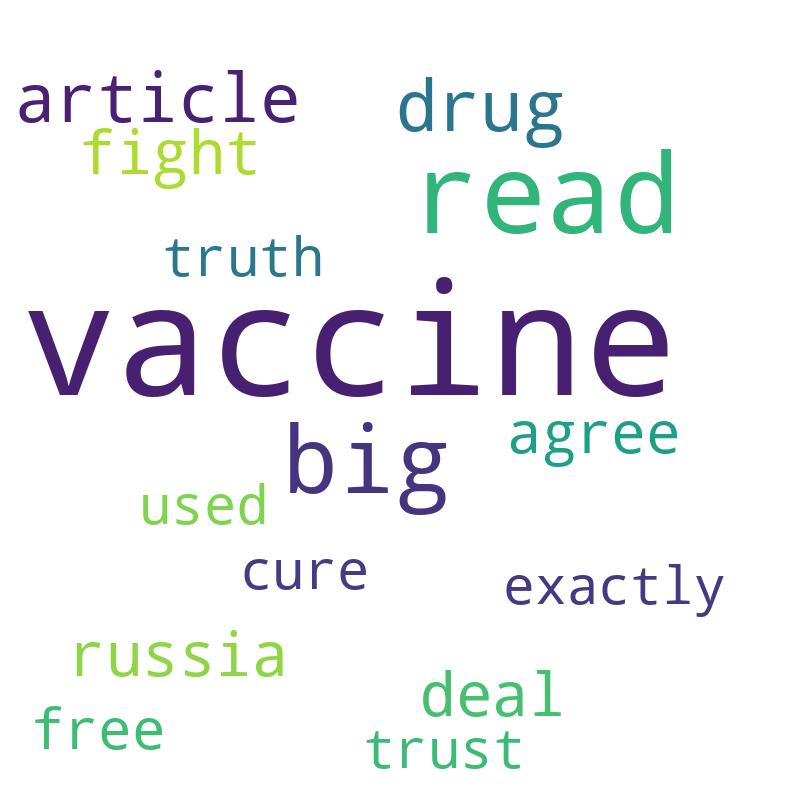 article
drug
fight
read
truth
vaccine
big
agree
used
cure
exactly
russia
deal
free
trust